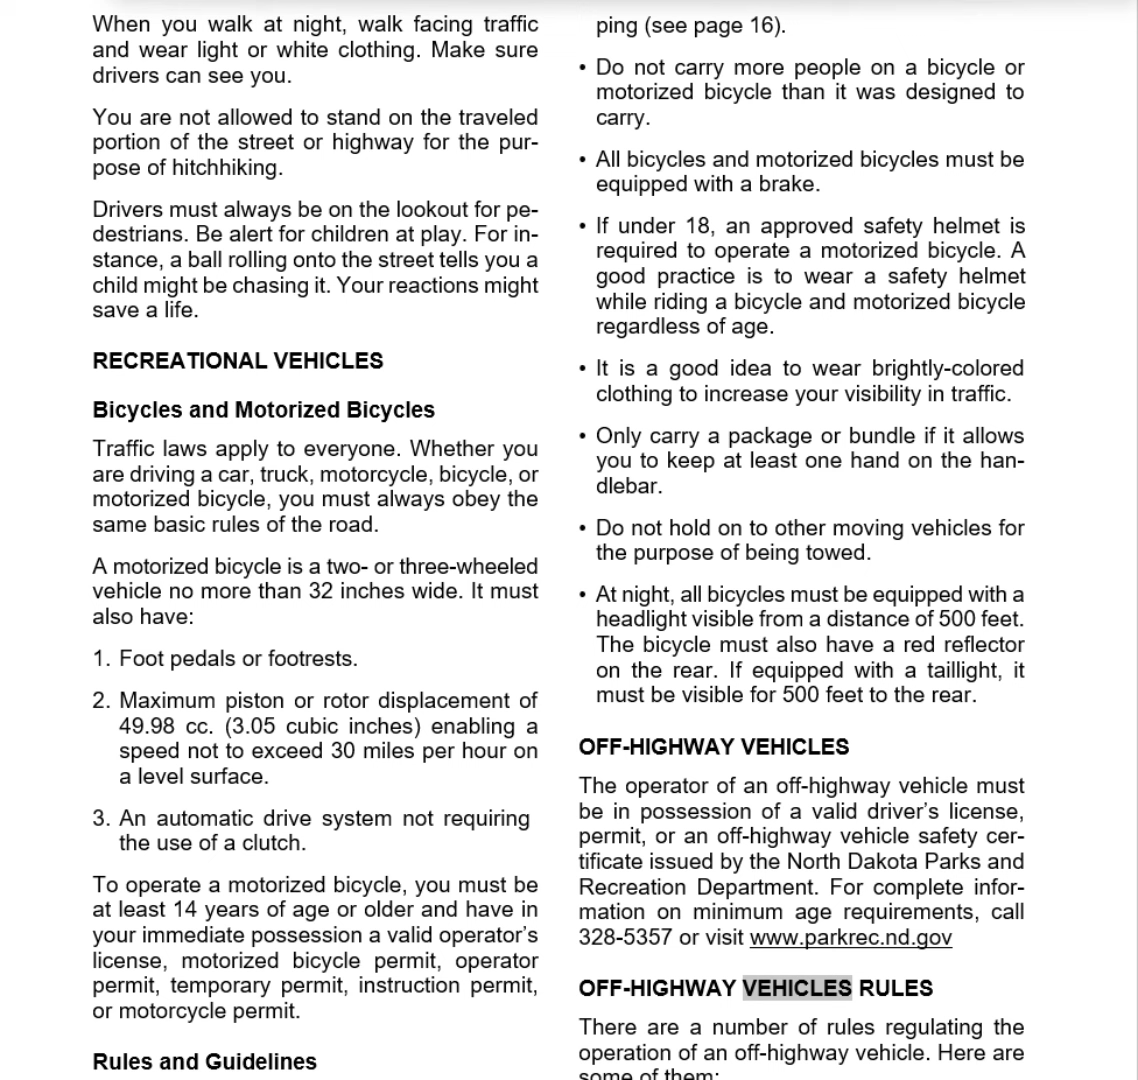 When you walk at night, walk facing traffic
and wear light or white clothing. Make sure
drivers can see you.
You are not allowed to stand on the traveled
portion of the street or highway for the pur-
pose of hitchhiking.
Drivers must always be on the lookout for pe-
destrians. Be alert for children at play. For in-
stance, a ball rolling onto the street tells you a
child might be chasing it. Your reactions might
save a life.
RECREATIONAL VEHICLES
Bicycles and Motorized Bicycles
Traffic laws apply to everyone. Whether you
are driving a car, truck, motorcycle, bicycle, or
motorized bicycle, you must always obey the
same basic rules of the road.
A motorized bicycle is a two- or three-wheeled
vehicle no more than 32 inches wide. It must
also have:
1. Foot pedals or footrests.
2. Maximum piston or rotor displacement of
49.98 cc. (3.05 cubic inches) enabling a
speed not to exceed 30 miles per hour on
a level surface.
3. An automatic drive system not requiring
the use of a clutch.
To operate a motorized bicycle, you must be
at least 14 years of age or older and have in
your immediate possession a valid operator's
license, motorized bicycle permit, operator
permit, temporary permit, instruction permit,
or motorcycle permit.
Rules and Guidelines
ping (see page 16).
• Do not carry more people on a bicycle or
motorized bicycle than it was designed to
carry.
• All bicycles and motorized bicycles must be
equipped with a brake.
• If under 18, an approved safety helmet is
required to operate a motorized bicycle. A
good practice is to wear a safety helmet
while riding a bicycle and motorized bicycle
regardless of age.
• It is a good idea to wear brightly-colored
clothing to increase your visibility in traffic.
• Only carry a package or bundle if it allows
you to keep at least one hand on the han-
dlebar.
• Do not hold on to other moving vehicles for
the purpose of being towed.
• At night, all bicycles must be equipped with a
headlight visible from a distance of 500 feet.
The bicycle must also have a red reflector
on the rear. If equipped with a taillight, it
must be visible for 500 feet to the rear.
OFF-HIGHWAY VEHICLES
The operator of an off-highway vehicle must
be in possession of a valid driver's license,
permit, or an off-highway vehicle safety cer-
tificate issued by the North Dakota Parks and
Recreation Department. For complete infor-
mation on minimum age requirements, call
328-5357 or visit www.parkrec.nd.gov
OFF-HIGHWAY VEHICLES RULES
There are a number of rules regulating the
operation of an off-highway vehicle. Here are
some of them: